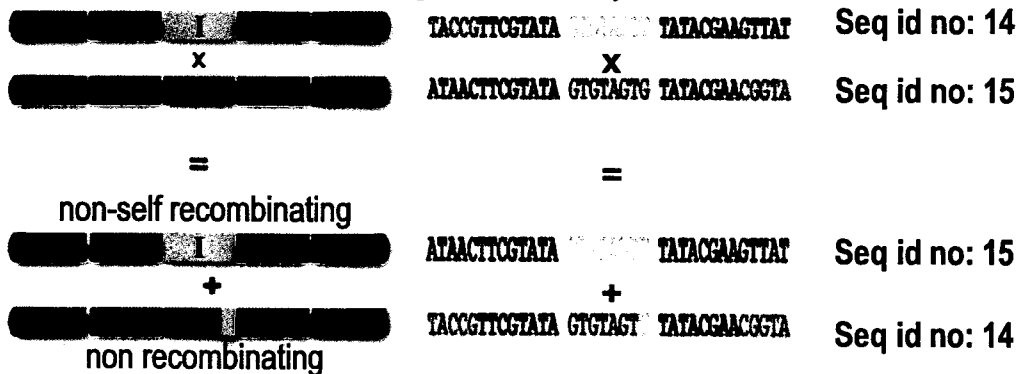 I TACCGTTCGTATA TATACGAAGTTAT Seq id no: 14
x X
ATAACTTCGTATA GTGTAGTG TATACGAACGGTA Seq id no: 15
= =
non-self recombinating
I ATAACTTCGTATA TATACGAAGTTAT Seq id no: 15
+ +
TACCGTTCGTATA GTGTAGT TATACGAACGGTA Seq id no: 14
non recombinating